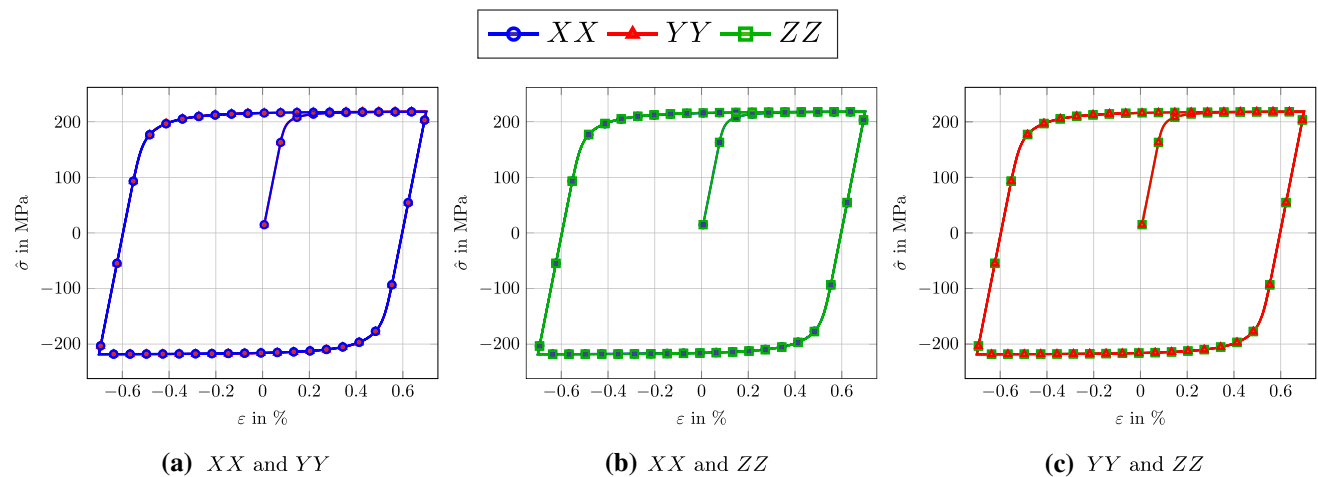 XX YY ZZ
200
100
0
−100
−200
−0.6 −0.4 −0.2 0 0.2 0.4 0.6
ε in %
σ̂ in MPa
(a) XX and YY
200
100
0
−100
−200
−0.6 −0.4 −0.2 0 0.2 0.4 0.6
ε in %
σ̂ in MPa
(b) XX and ZZ
200
100
0
−100
−200
−0.6 −0.4 −0.2 0 0.2 0.4 0.6
ε in %
σ̂ in MPa
(c) YY and ZZ